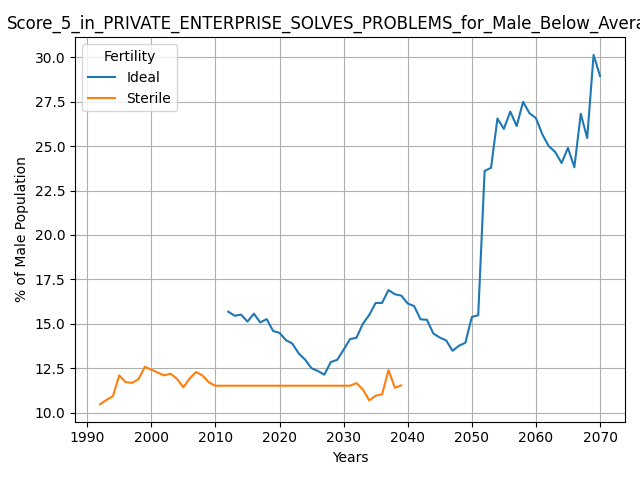 Score_5_in_PRIVATE_ENTERPRISE_SOLVES_PROBLEMS_for_Male_Below_Avera
Fertility
Ideal
Sterile
% of Male Population
30.0
27.5
25.0
22.5
20.0
17.5
15.0
12.5
10.0
1990 2000 2010 2020 2030 2040 2050 2060 2070
Years